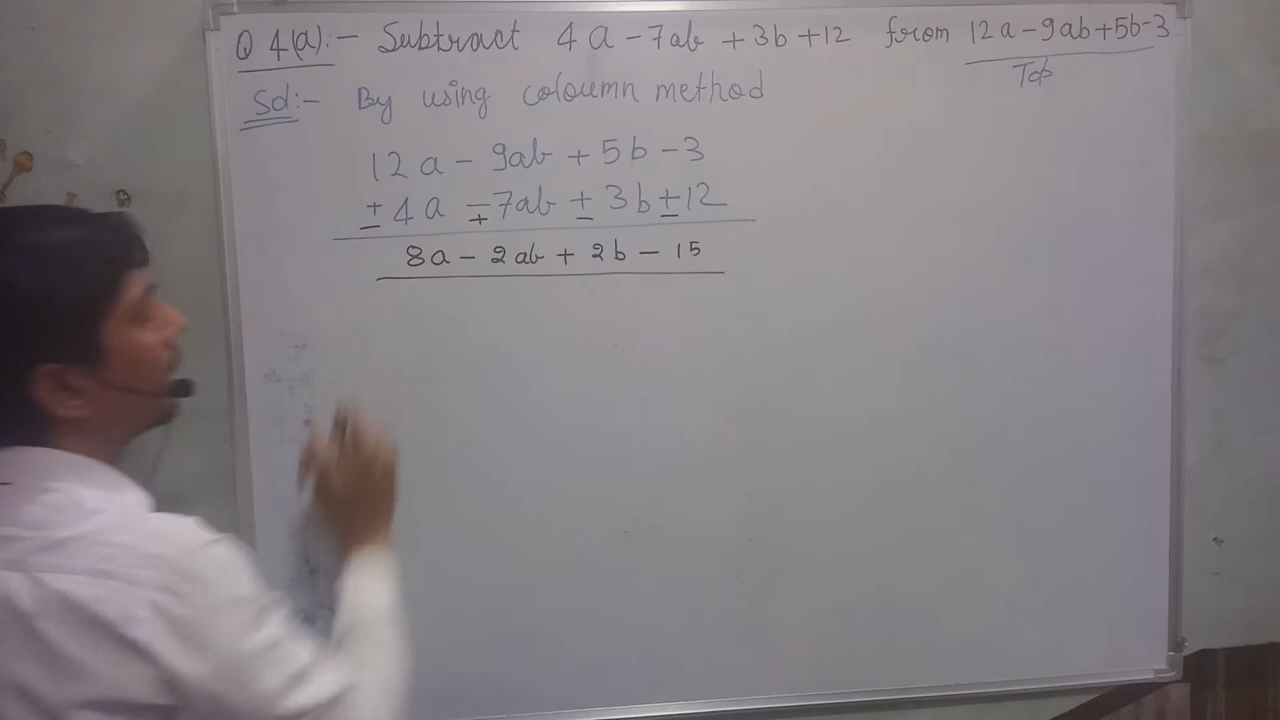 Q 4(a):- Subtract 4a - 7ab + 3b + 12 from 12a - 9ab + 5b - 3
Top
Sol:- By using coloumn method
12a - 9ab + 5b - 3
± 4a ∓ 7ab ± 3b ± 12
8a - 2ab + 2b - 15